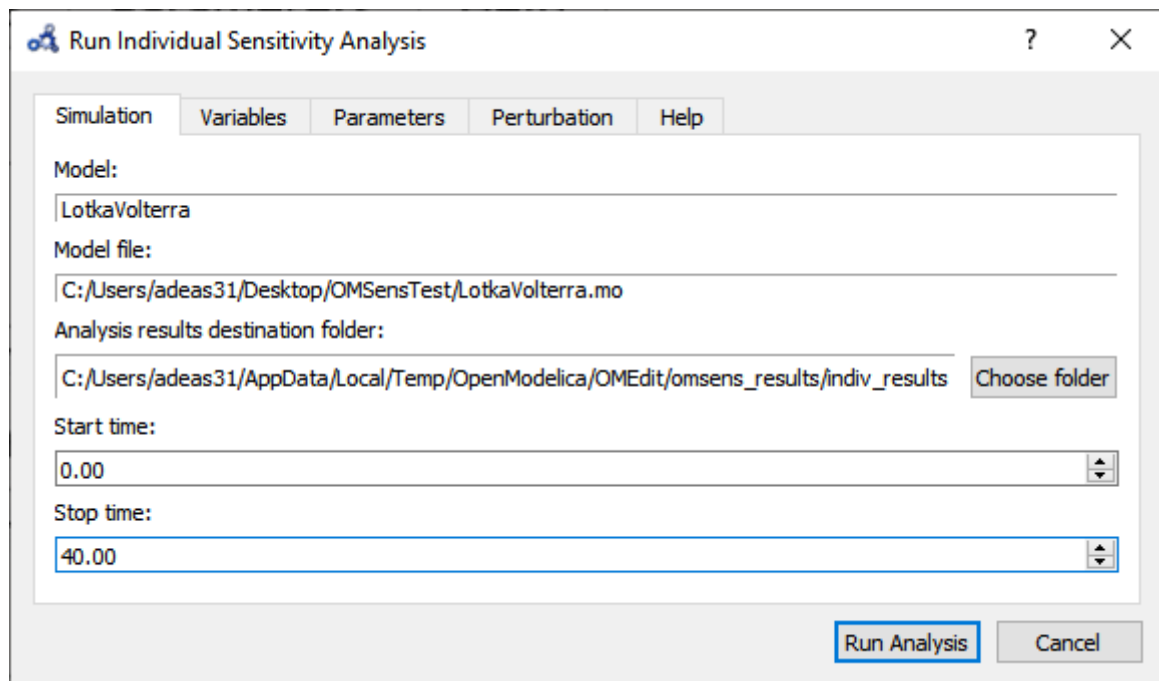 Run Individual Sensitivity Analysis ?
Simulation Variables Parameters Perturbation Help
Model:
LotkaVolterra
Model file:
C:/Users/adeas31/Desktop/OMSensTest/LotkaVolterra.mo
Analysis results destination folder:
C:/Users/adeas31/AppData/Local/Temp/OpenModelica/OMEdit/omsens_results/indiv_results Choose folder
Start time:
0.00
Stop time:
40.00
Run Analysis Cancel